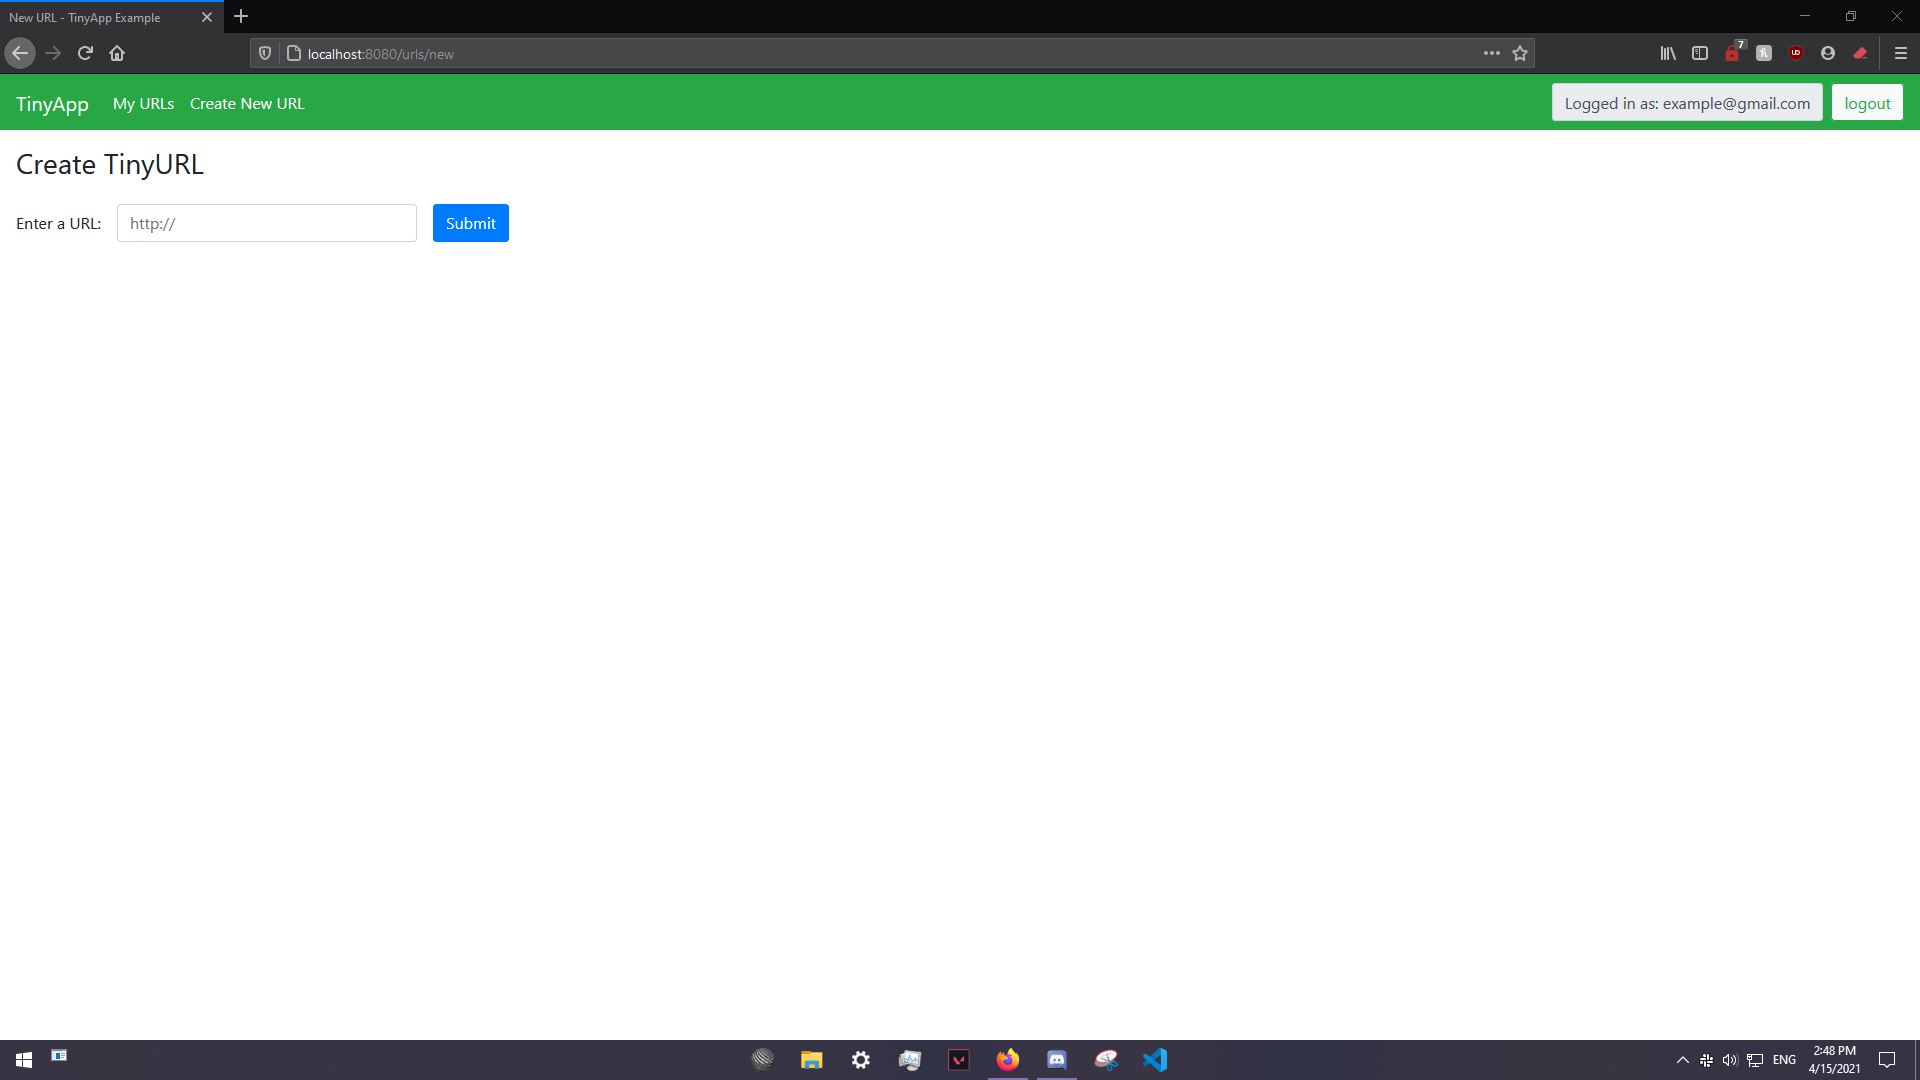 New URL - TinyApp Example
localhost:8080/urls/new
7
TinyApp My URLs Create New URL Logged in as: example@gmail.com logout
Create TinyURL
Enter a URL: http:// Submit
ENG 2:48 PM
4/15/2021